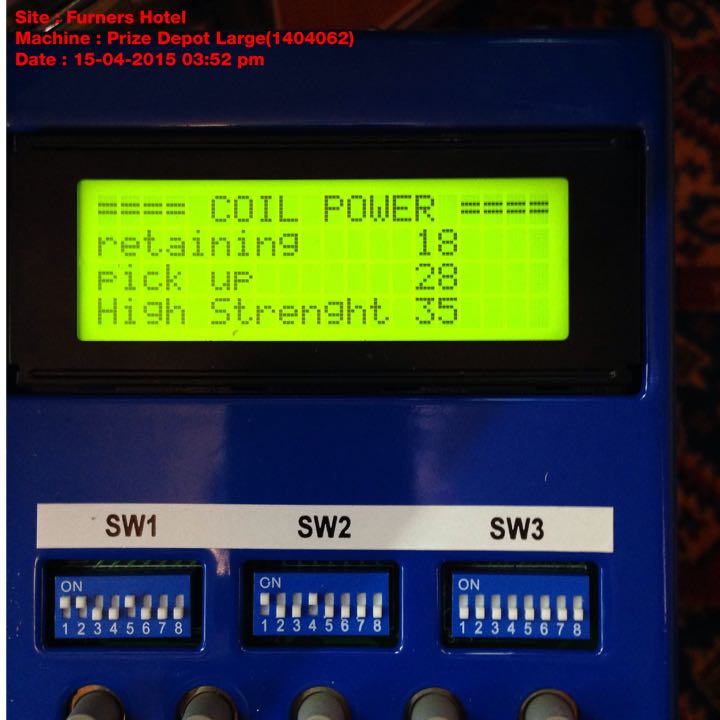 Site : Furners Hotel
Machine : Prize Depot Large(1404062)
Date : 15-04-2015 03:52 pm
==== COIL POWER ====
retaining 18
pick up 28
High Strenght 35
SW1 SW2 SW3
ON ON ON
1 2 3 4 5 6 7 8 1 2 3 4 5 6 7 8 1 2 3 4 5 6 7 8